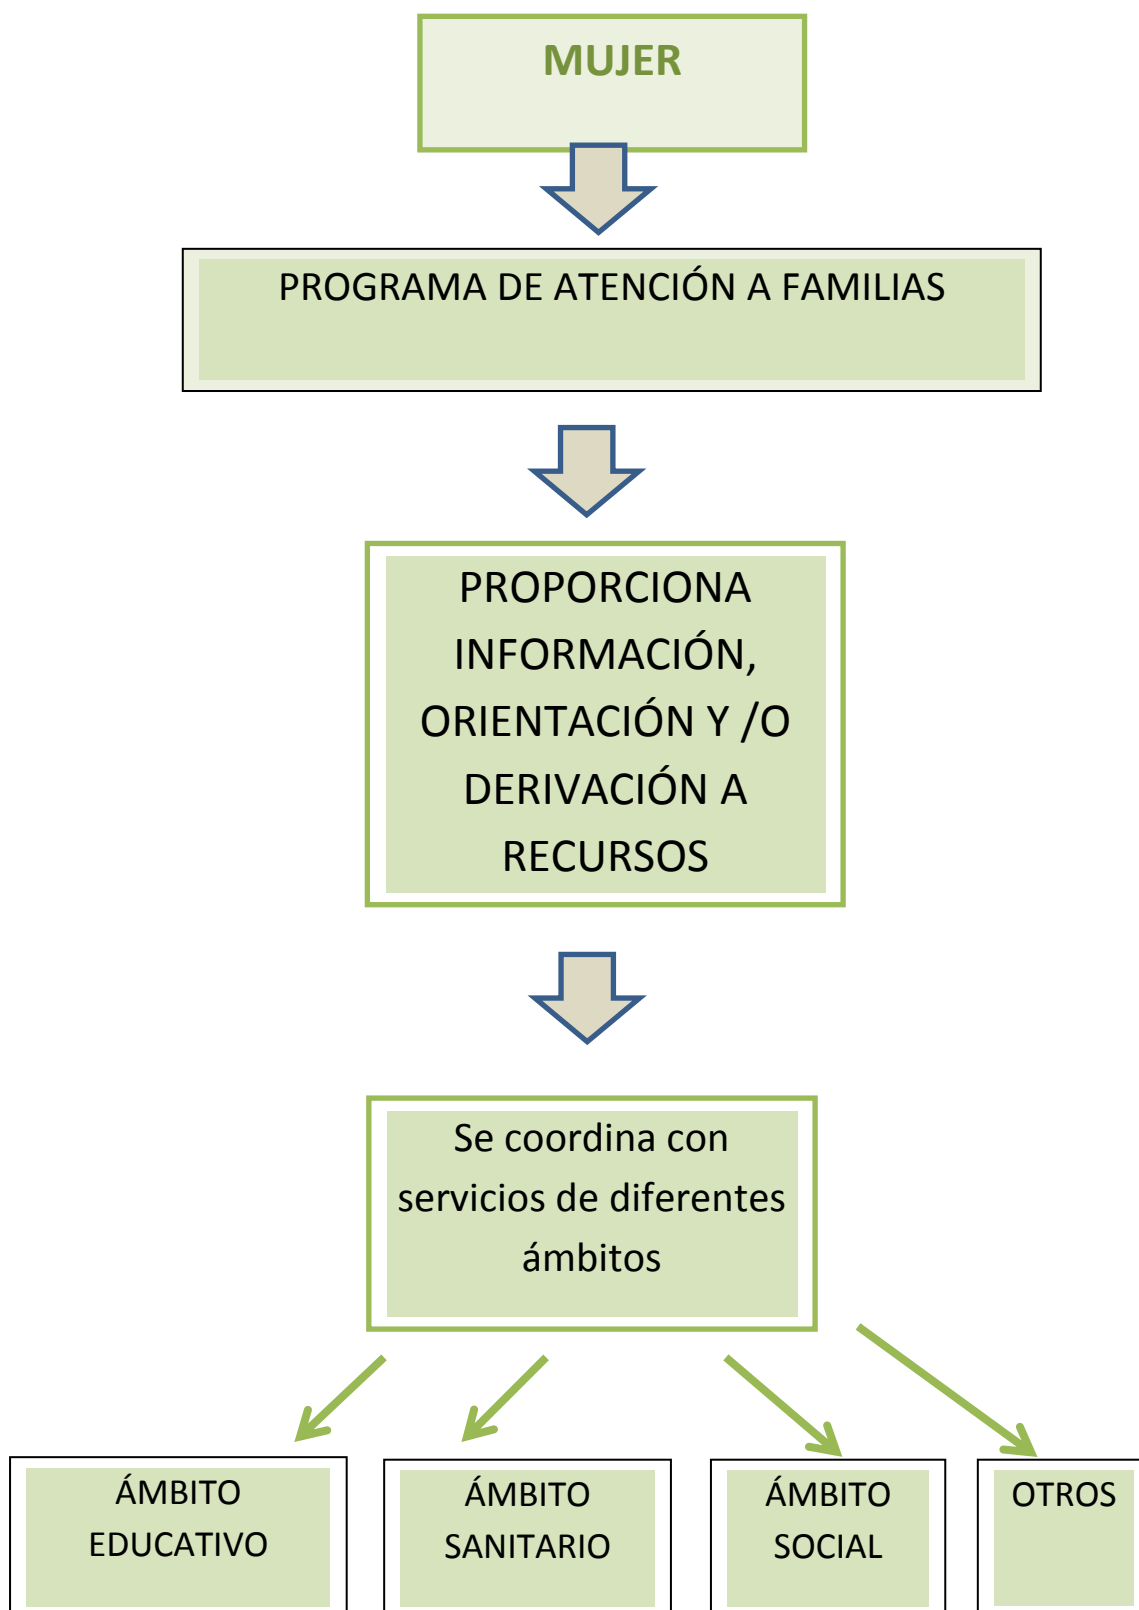 MUJER
PROGRAMA DE ATENCIÓN A FAMILIAS
PROPORCIONA
INFORMACIÓN,
ORIENTACIÓN Y /O
DERIVACIÓN A
RECURSOS
Se coordina con
servicios de diferentes
ámbitos
ÁMBITO
EDUCATIVO
ÁMBITO
SANITARIO
ÁMBITO
SOCIAL
OTROS